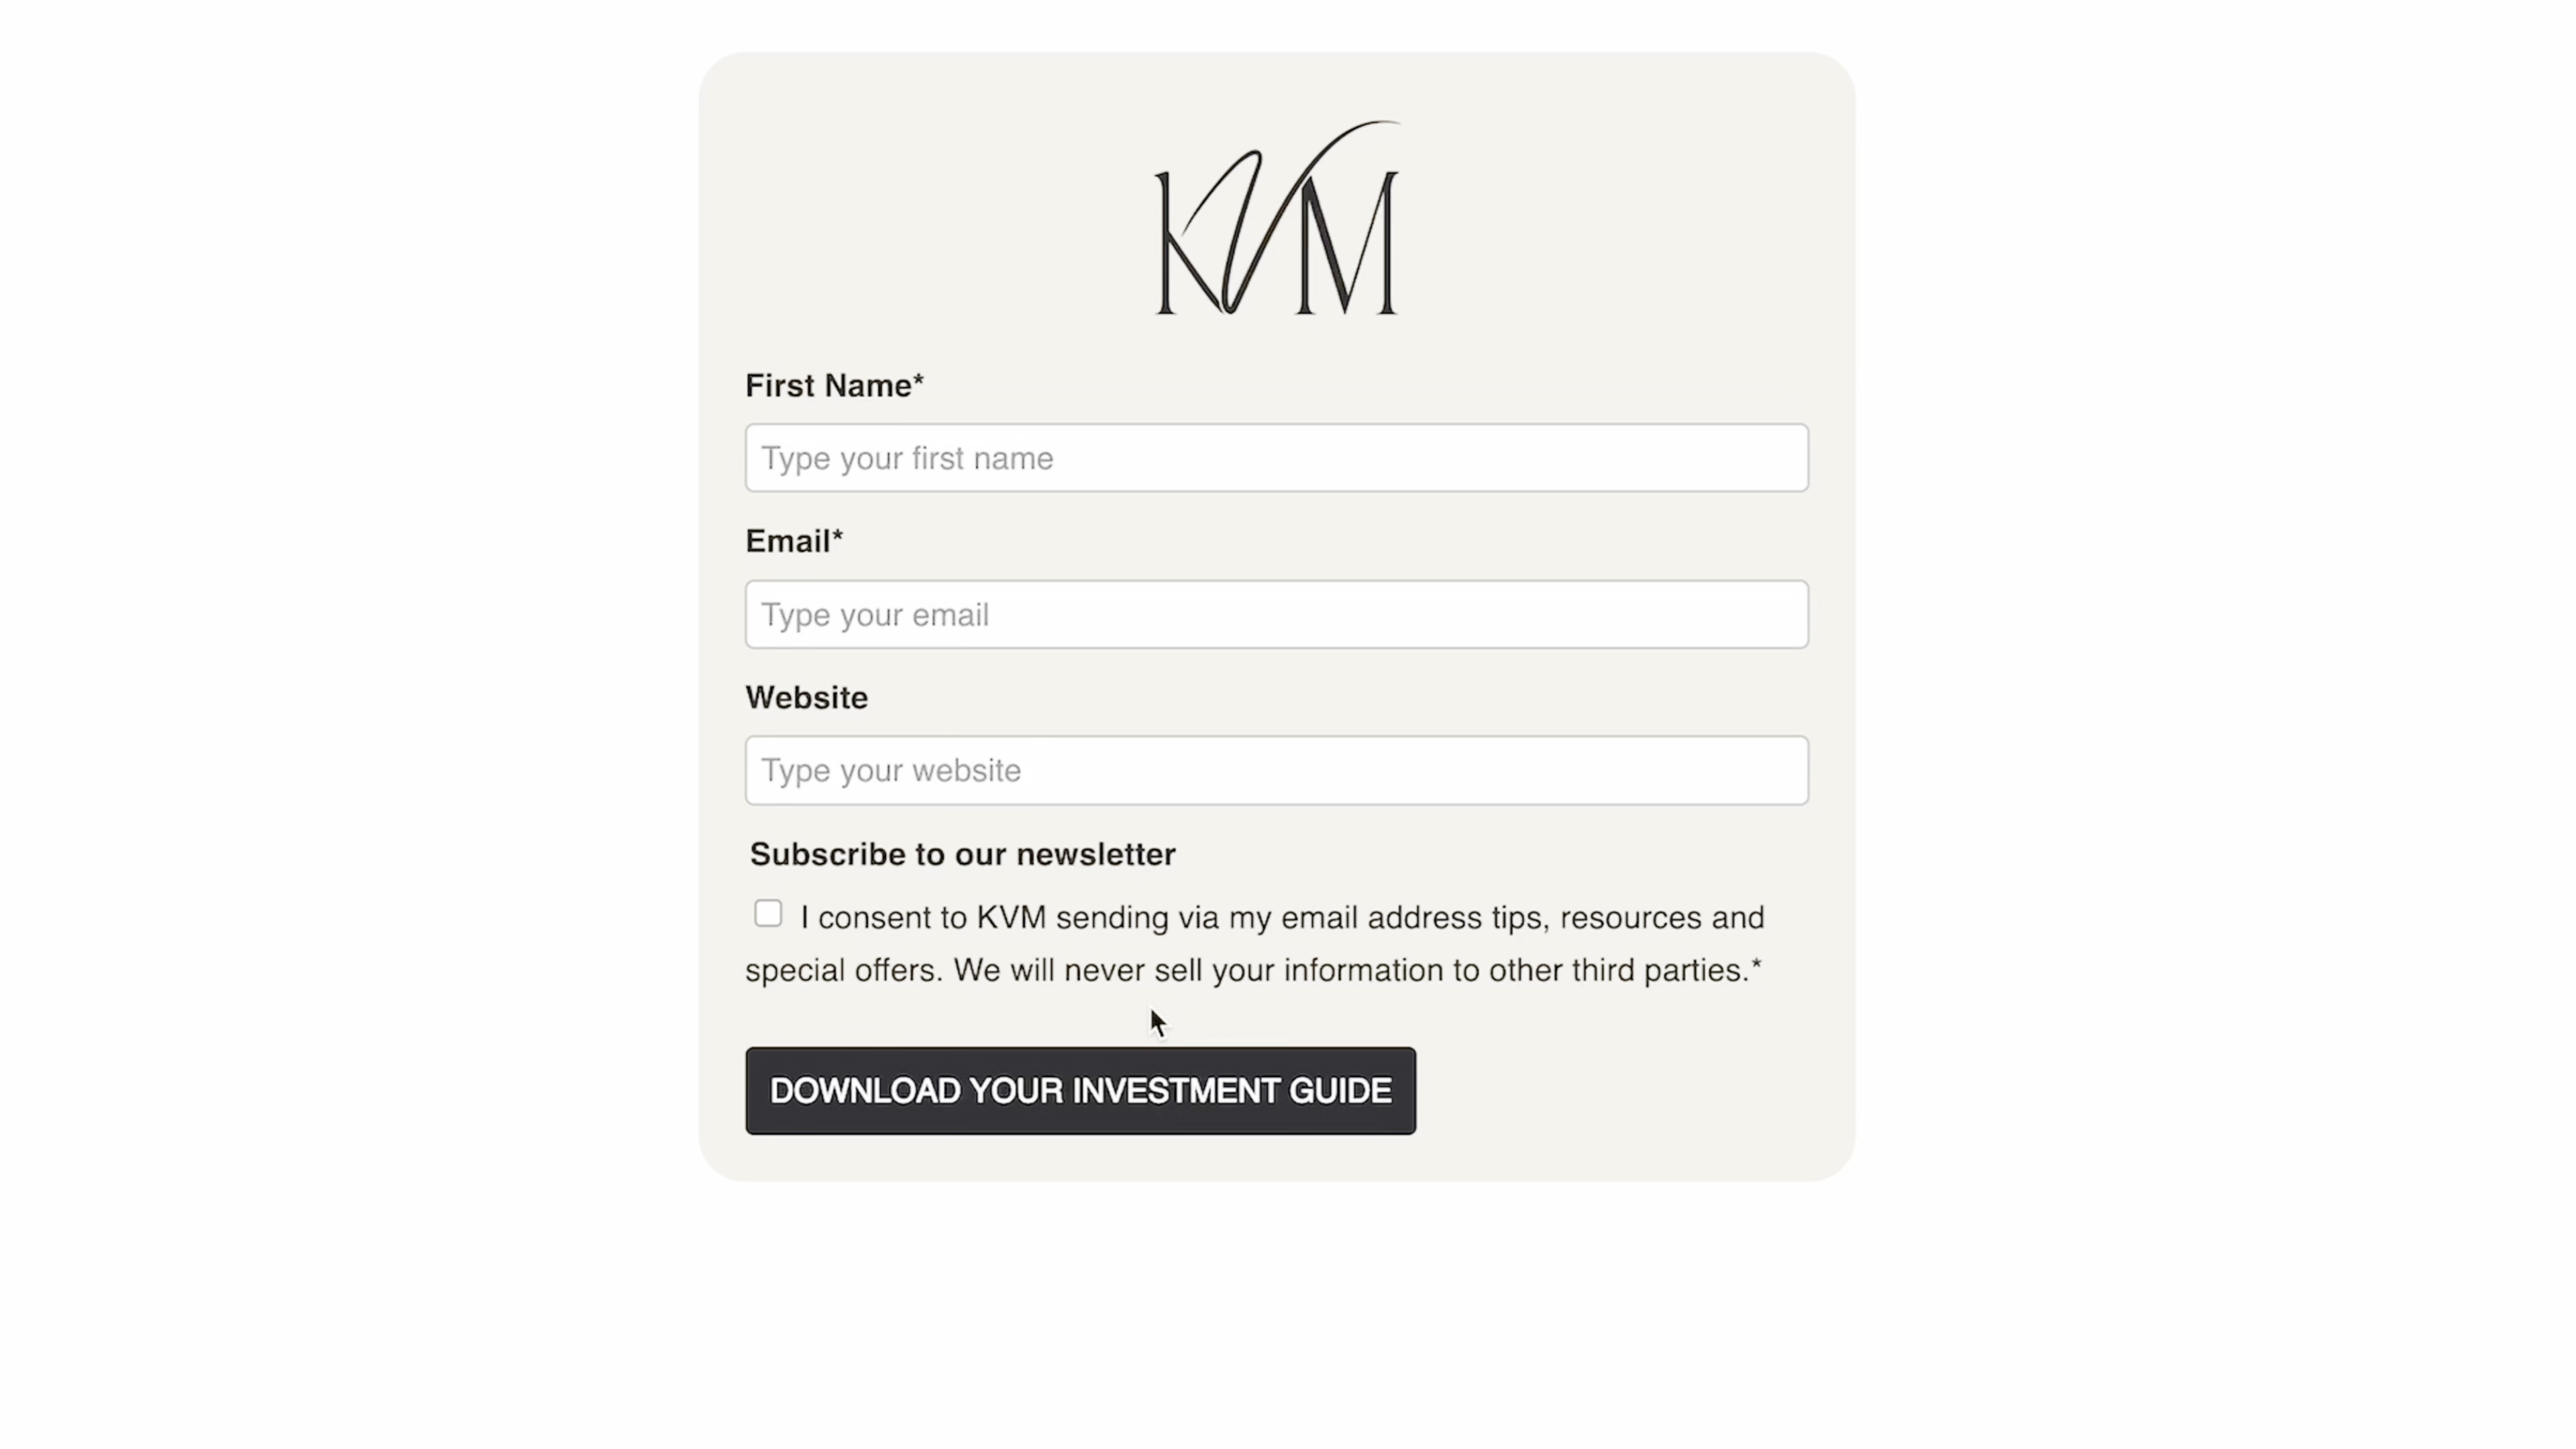 KVM
First Name*
Type your first name
Email*
Type your email
Website
Type your website
Subscribe to our newsletter
I consent to KVM sending via my email address tips, resources and
special offers. We will never sell your information to other third parties.*
DOWNLOAD YOUR INVESTMENT GUIDE